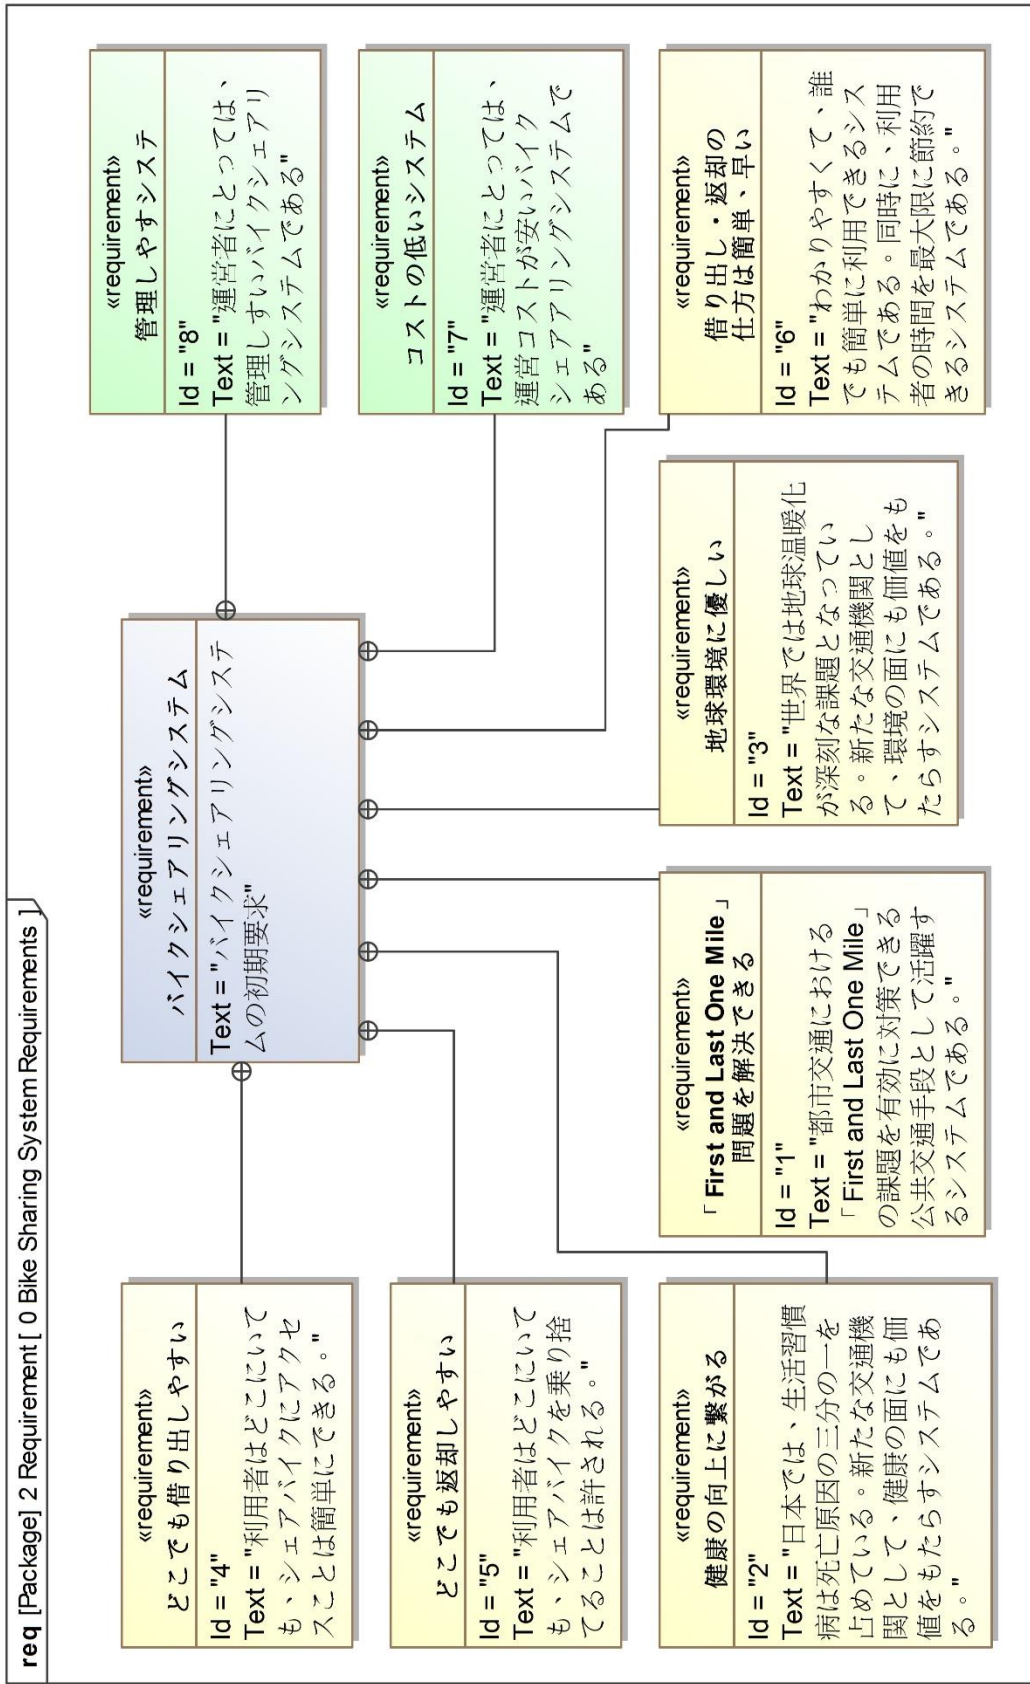 req [Package] 2 Requirement [ 0 Bike Sharing System Requirements ]
«requirement»
バイクシェアリングシステム
Text = "バイクシェアリングシステ
ムの初期要求"
«requirement»
どこでも借り出しやすい
Id = "4"
Text = "利用者はどこにいて
も、シェアバイクにアクセ
スことは簡単にできる。"
«requirement»
どこでも返却しやすい
Id = "5"
Text = "利用者はどこにいて
も、シェアバイクを乗り捨
てることは許される。"
«requirement»
健康の向上に繋がる
Id = "2"
Text = "日本では、生活習慣
病は死亡原因の三分の一を
占めている。新たな交通機
関として、健康の面にも価
値をもたらすシステムであ
る。"
«requirement»
「First and Last One Mile」
問題を解決できる
Id = "1"
Text = "都市交通における
「First and Last One Mile」
の課題を有効に対策できる
公共交通手段として活躍す
るシステムである。"
«requirement»
地球環境に優しい
Id = "3"
Text = "世界では地球温暖化
が深刻な課題となってい
る。新たな交通機関とし
て、環境の面にも価値をも
たらすシステムである。"
«requirement»
借り出し・返却の
仕方は簡単、早い
Id = "6"
Text = "わかりやすくて、誰
でも簡単に利用できるシス
テムである。同時に、利用
者の時間を最大限に節約で
きるシステムである。"
«requirement»
コストの低いシステム
Id = "7"
Text = "運営者にとっては、
運営コストが安いバイク
シェアアリングシステムで
ある"
«requirement»
管理しやすシステ
Id = "8"
Text = "運営者にとっては、
管理しすいバイクシェアリ
ングシステムである"